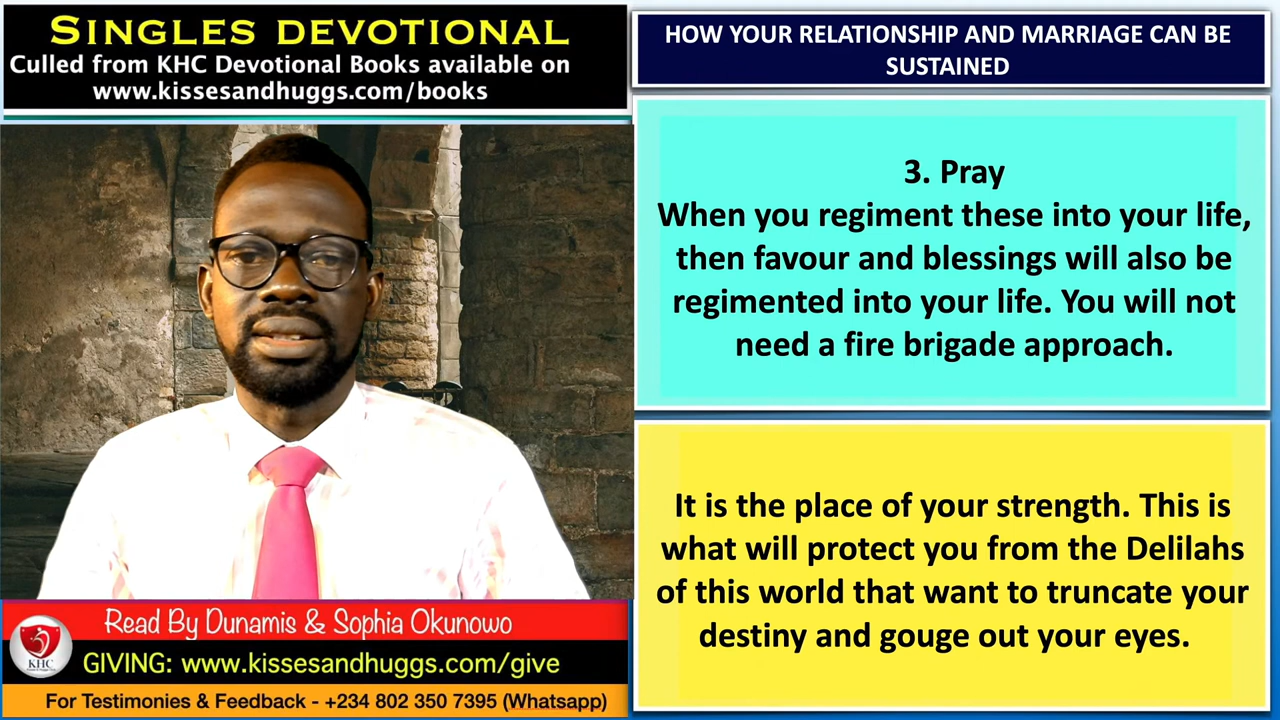 SINGLES DEVOTIONAL
Culled from KHC Devotional Books available on
www.kissesandhuggs.com/books
HOW YOUR RELATIONSHIP AND MARRIAGE CAN BE
SUSTAINED
3. Pray
When you regiment these into your life,
then favour and blessings will also be
regimented into your life. You will not
need a fire brigade approach.
It is the place of your strength. This is
what will protect you from the Delilahs
of this world that want to truncate your
destiny and gouge out your eyes.
Read By Dunamis & Sophia Okunowo
KHC
GIVING: www.kissesandhuggs.com/give
For Testimonies & Feedback - +234 802 350 7395 (Whatsapp)